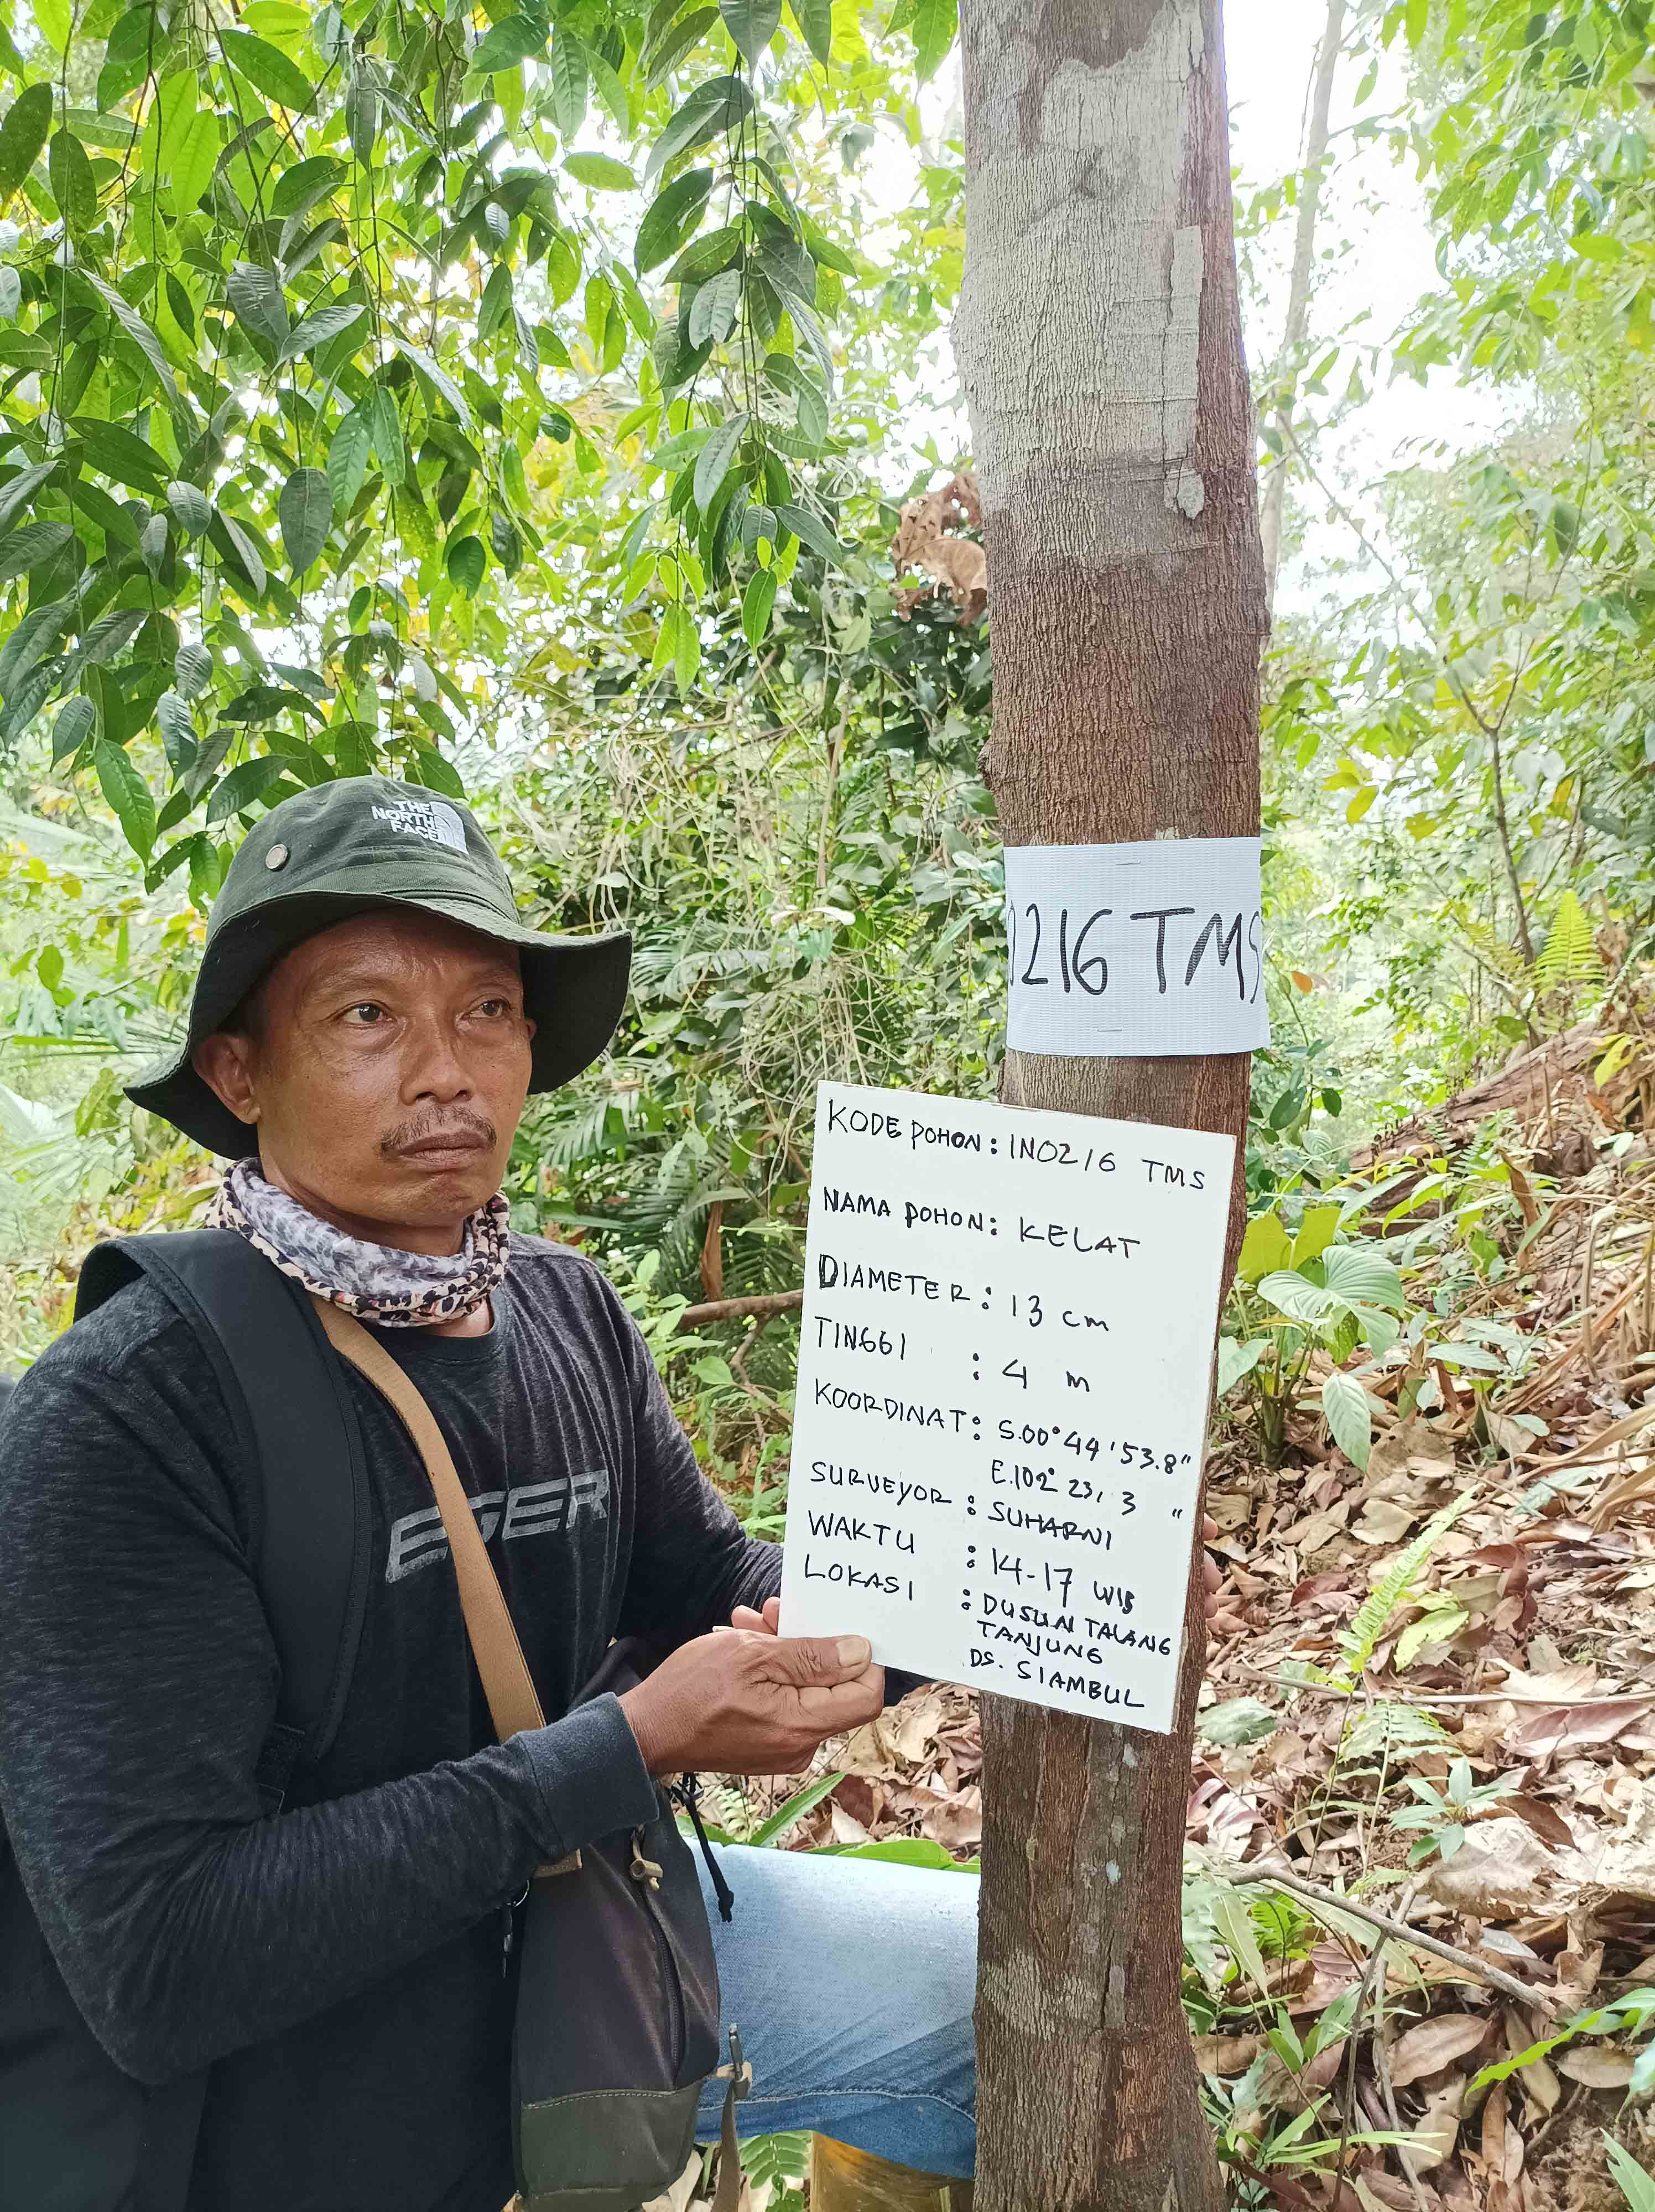 THE
NORTH
FACE
0216 TMS
KODE POHON: IN0216 TMS
NAMA POHON: KELAT
DIAMETER: 13 cm
TINGGI : 4 m
KOORDINAT: S.00°44'53.8"
E.102° 23, 3 "
SURVEYOR : SUHARNI
WAKTU : 14-17 WIB
LOKASI : DUSUN TALANG
TANJUNG
DS. SIAMBUL